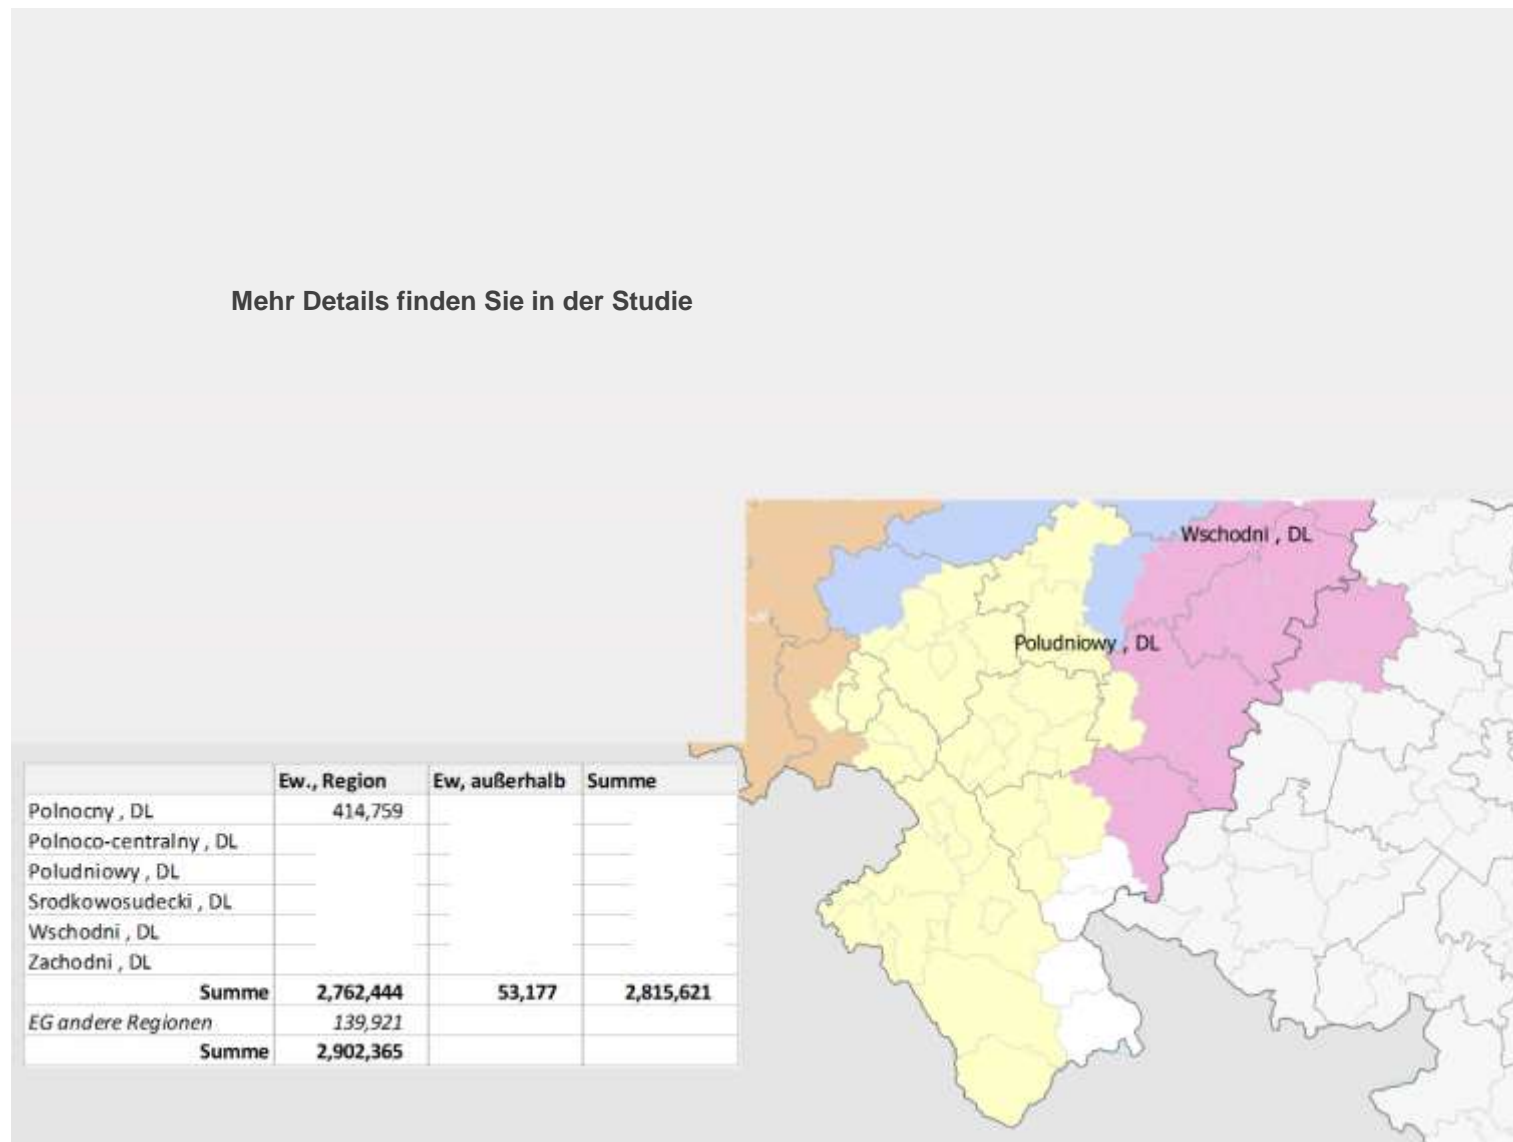 Mehr Details finden Sie in der Studie
Wschodni , DL
Poludniowy , DL
Ew., Region Ew, außerhalb Summe
Polnocny , DL 414,759
Polnoco-centralny , DL
Poludniowy , DL
Srodkowosudecki , DL
Wschodni , DL
Zachodni , DL
Summe 2,762,444 53,177 2,815,621
EG andere Regionen 139,921
Summe 2,902,365